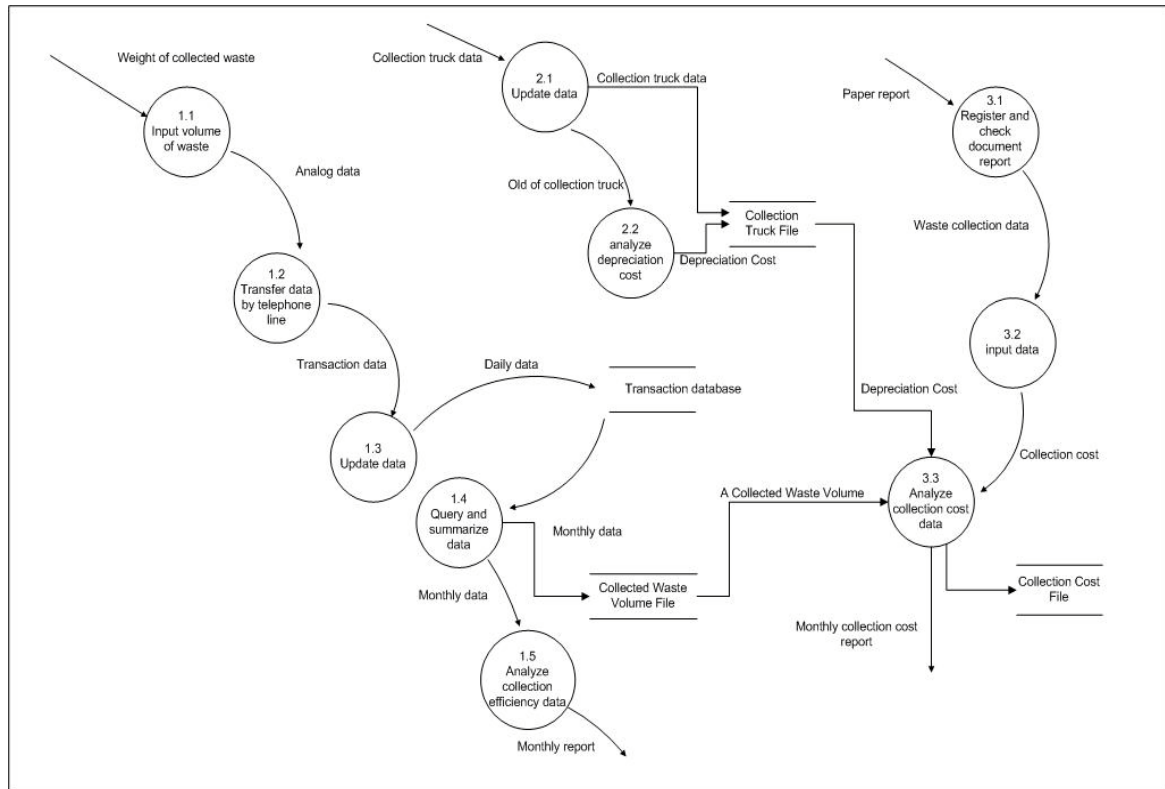 Weight of collected waste
1.1
Input volume
of waste
Analog data
1.2
Transfer data
by telephone
line
Transaction data
1.3
Update data
Daily data
Transaction database
1.4
Query and
summarize
data
Monthly data
Collected Waste
Volume File
Monthly data
1.5
Analyze
collection
efficiency data
Monthly report
Collection truck data
2.1
Update data
Collection truck data
Old of collection truck
2.2
analyze
depreciation
cost
Depreciation Cost
Collection
Truck File
Depreciation Cost
A Collected Waste Volume
Paper report
3.1
Register and
check
document
report
Waste collection data
3.2
input data
Collection cost
3.3
Analyze
collection cost
data
Collection Cost
File
Monthly collection cost
report